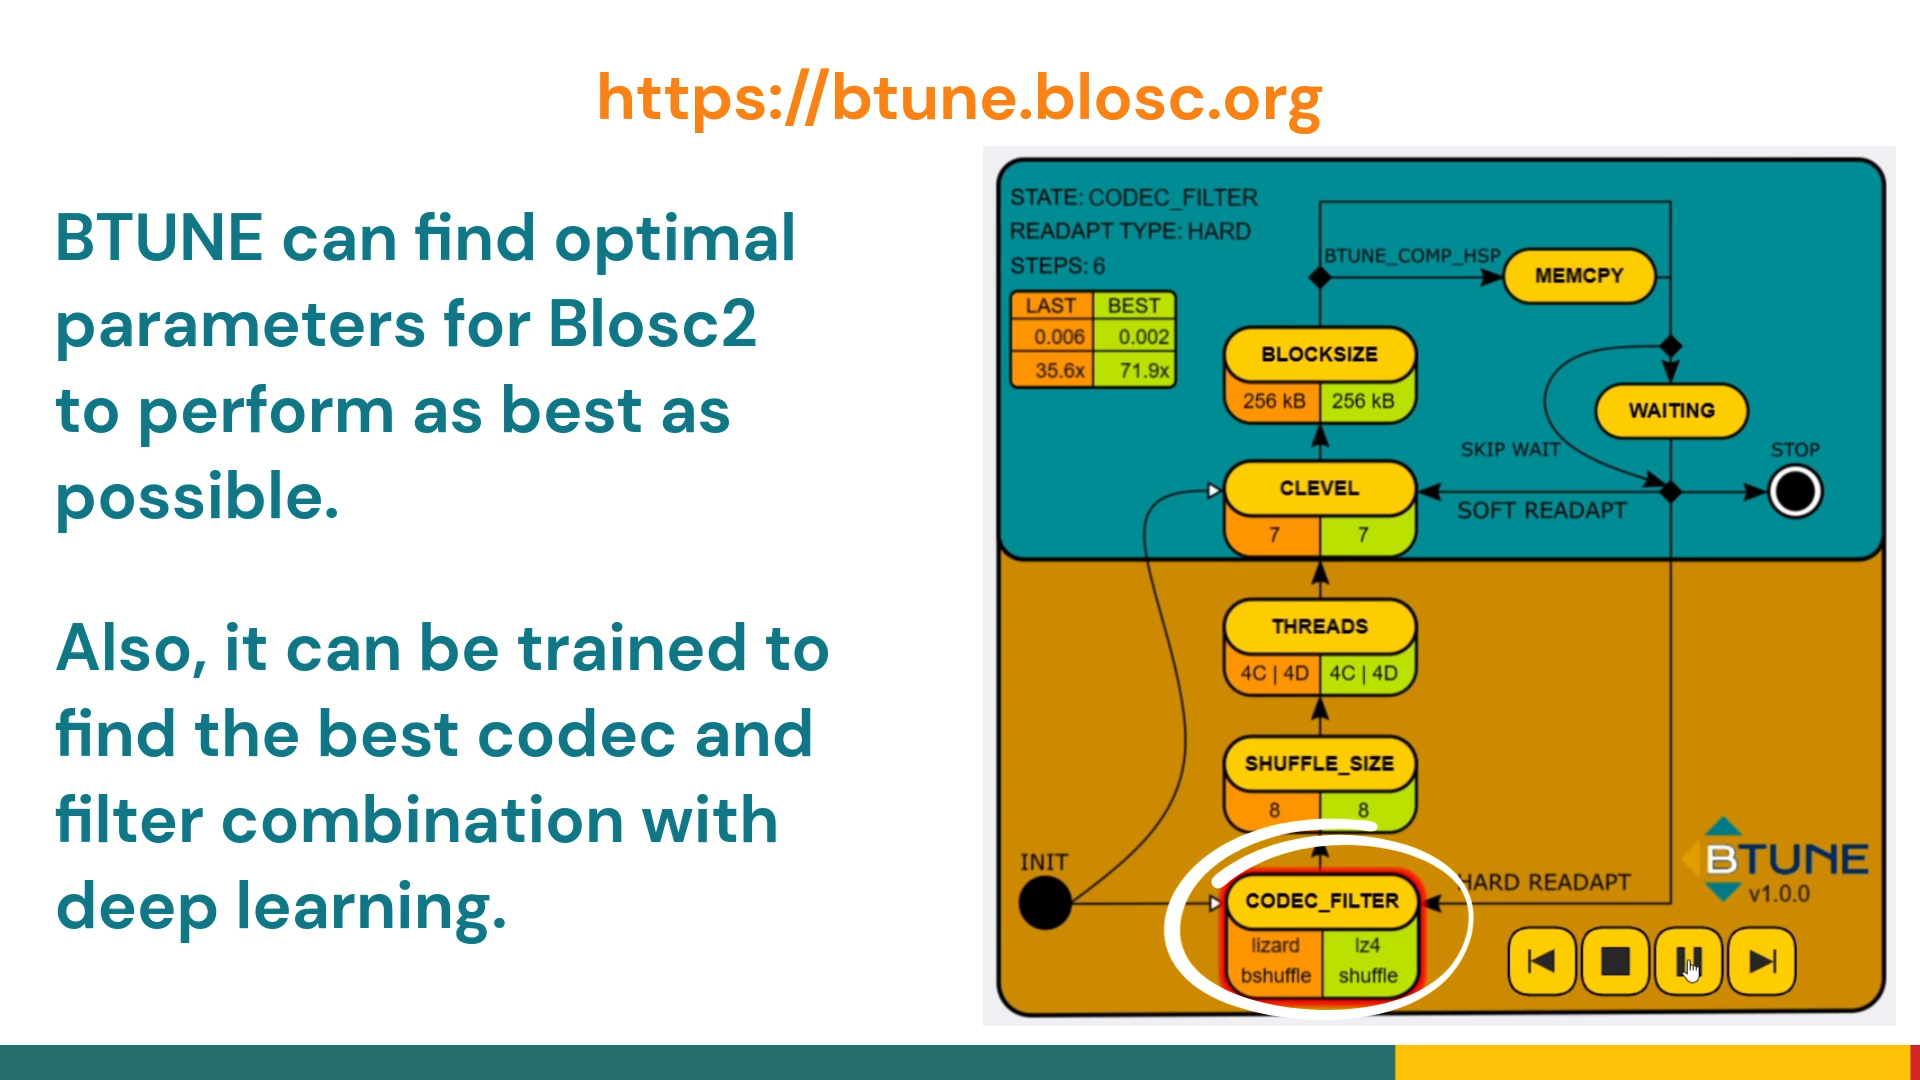 https://btune.blosc.org
BTUNE can find optimal
parameters for Blosc2
to perform as best as
possible.
Also, it can be trained to
find the best codec and
filter combination with
deep learning.
STATE: CODEC_FILTER
READAPT TYPE: HARD
STEPS: 6
LAST BEST
0.006 0.002
35.6x 71.9x
BTUNE_COMP_HSP
MEMCPY
BLOCKSIZE
256 kB 256 kB
WAITING
SKIP WAIT
STOP
CLEVEL
7 7
SOFT READAPT
THREADS
4C | 4D 4C | 4D
SHUFFLE_SIZE
8 8
INIT
CODEC_FILTER
lizard lz4
bshuffle shuffle
HARD READAPT
BTUNE
v1.0.0